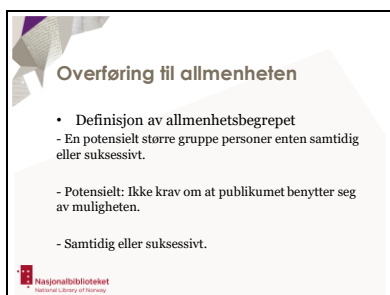 Overføring til allmenheten
• Definisjon av allmenhetsbegrepet
- En potensielt større gruppe personer enten samtidig
eller suksessivt.
- Potensielt: Ikke krav om at publikumet benytter seg
av muligheten.
- Samtidig eller suksessivt.
Nasjonalbiblioteket
National Library of Norway